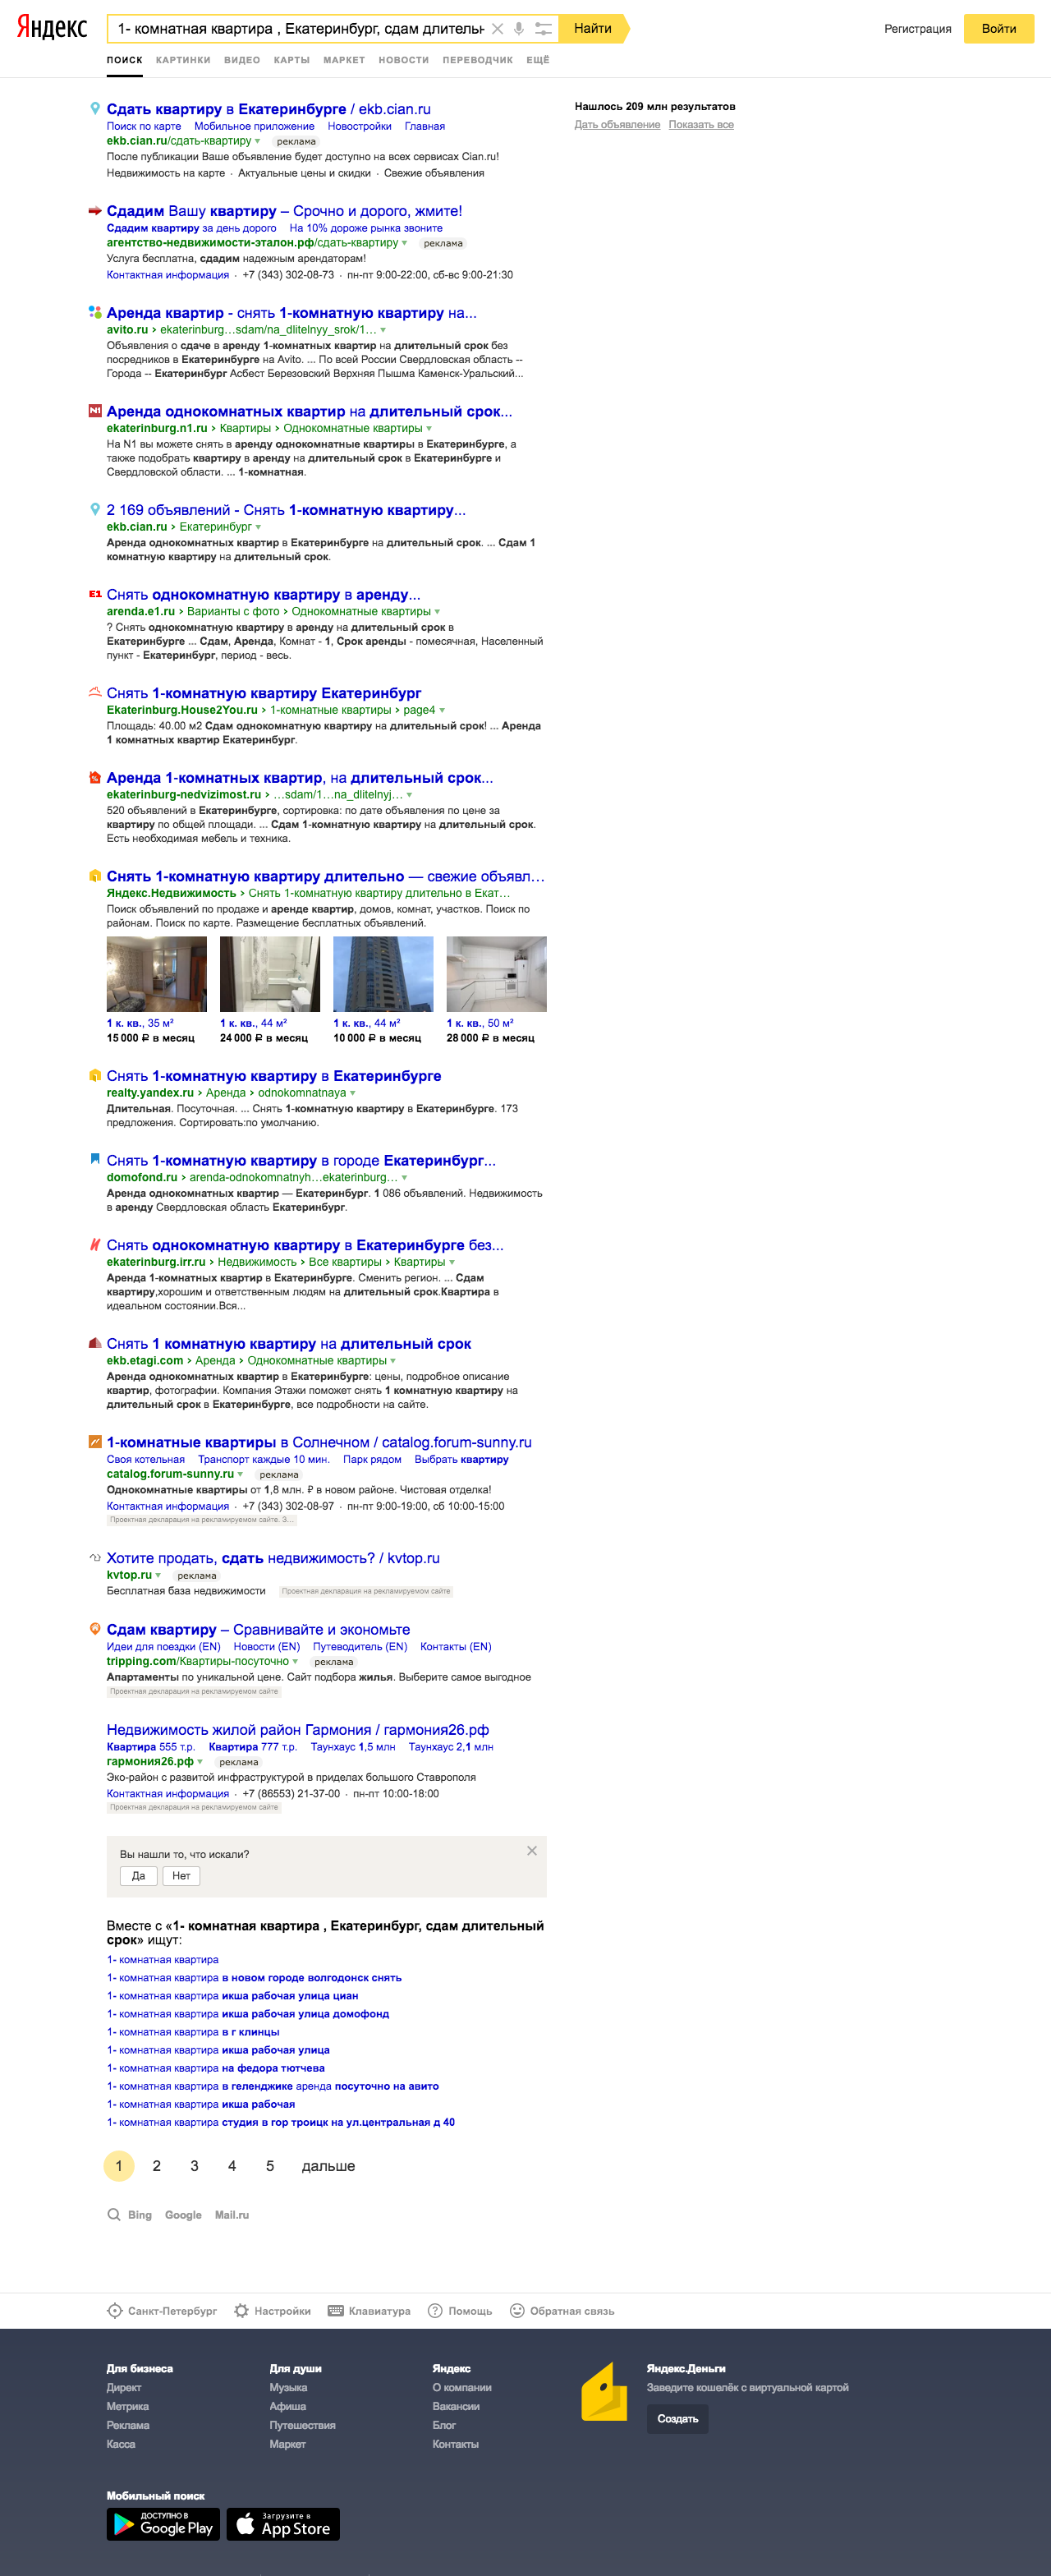 Яндекс
1- комнатная квартира , Екатеринбург, сдам длительн
Найти
Регистрация
Войти
ПОИСК КАРТИНКИ ВИДЕО КАРТЫ МАРКЕТ НОВОСТИ ПЕРЕВОДЧИК ЕЩЁ
Нашлось 209 млн результатов
Дать объявление Показать все
Сдать квартиру в Екатеринбурге / ekb.cian.ru
Поиск по карте Мобильное приложение Новостройки Главная
ekb.cian.ru/сдать-квартиру реклама
После публикации Ваше объявление будет доступно на всех сервисах Cian.ru!
Недвижимость на карте · Актуальные цены и скидки · Свежие объявления
Сдадим Вашу квартиру – Срочно и дорого, жмите!
Сдадим квартиру за день дорого На 10% дороже рынка звоните
агентство-недвижимости-эталон.рф/сдать-квартиру реклама
Услуга бесплатна, сдадим надежным арендаторам!
Контактная информация · +7 (343) 302-08-73 · пн-пт 9:00-22:00, сб-вс 9:00-21:30
Аренда квартир - снять 1-комнатную квартиру на...
avito.ru › ekaterinburg…sdam/na_dlitelnyy_srok/1…
Объявления о сдаче в аренду 1-комнатных квартир на длительный срок без
посредников в Екатеринбурге на Avito. ... По всей России Свердловская область --
Города -- Екатеринбург Асбест Березовский Верхняя Пышма Каменск-Уральский...
N1
Аренда однокомнатных квартир на длительный срок...
ekaterinburg.n1.ru › Квартиры › Однокомнатные квартиры
На N1 вы можете снять в аренду однокомнатные квартиры в Екатеринбурге, а
также подобрать квартиру в аренду на длительный срок в Екатеринбурге и
Свердловской области. ... 1-комнатная.
2 169 объявлений - Снять 1-комнатную квартиру...
ekb.cian.ru › Екатеринбург
Аренда однокомнатных квартир в Екатеринбурге на длительный срок. ... Сдам 1
комнатную квартиру на длительный срок.
E1
Снять однокомнатную квартиру в аренду...
arenda.e1.ru › Варианты с фото › Однокомнатные квартиры
? Снять однокомнатную квартиру в аренду на длительный срок в
Екатеринбурге ... Сдам, Аренда, Комнат - 1, Срок аренды - помесячная, Населенный
пункт - Екатеринбург, период - весь.
Снять 1-комнатную квартиру Екатеринбург
Ekaterinburg.House2You.ru › 1-комнатные квартиры › page4
Площадь: 40.00 м2 Сдам однокомнатную квартиру на длительный срок! ... Аренда
1 комнатных квартир Екатеринбург.
Аренда 1-комнатных квартир, на длительный срок...
ekaterinburg-nedvizimost.ru › …sdam/1…na_dlitelnyj…
520 объявлений в Екатеринбурге, сортировка: по дате объявления по цене за
квартиру по общей площади. ... Сдам 1-комнатную квартиру на длительный срок.
Есть необходимая мебель и техника.
Снять 1-комнатную квартиру длительно — свежие объявл…
Яндекс.Недвижимость › Снять 1-комнатную квартиру длительно в Екат…
Поиск объявлений по продаже и аренде квартир, домов, комнат, участков. Поиск по
районам. Поиск по карте. Размещение бесплатных объявлений.
1 к. кв., 35 м² 1 к. кв., 44 м² 1 к. кв., 44 м² 1 к. кв., 50 м²
15 000 ₽ в месяц 24 000 ₽ в месяц 10 000 ₽ в месяц 28 000 ₽ в месяц
Снять 1-комнатную квартиру в Екатеринбурге
realty.yandex.ru › Аренда › odnokomnatnaya
Длительная. Посуточная. ... Снять 1-комнатную квартиру в Екатеринбурге. 173
предложения. Сортировать:по умолчанию.
Снять 1-комнатную квартиру в городе Екатеринбург...
domofond.ru › arenda-odnokomnatnyh…ekaterinburg…
Аренда однокомнатных квартир — Екатеринбург. 1 086 объявлений. Недвижимость
в аренду Свердловская область Екатеринбург.
Снять однокомнатную квартиру в Екатеринбурге без...
ekaterinburg.irr.ru › Недвижимость › Все квартиры › Квартиры
Аренда 1-комнатных квартир в Екатеринбурге. Сменить регион. ... Сдам
квартиру,хорошим и ответственным людям на длительный срок.Квартира в
идеальном состоянии.Вся...
Снять 1 комнатную квартиру на длительный срок
ekb.etagi.com › Аренда › Однокомнатные квартиры
Аренда однокомнатных квартир в Екатеринбурге: цены, подробное описание
квартир, фотографии. Компания Этажи поможет снять 1 комнатную квартиру на
длительный срок в Екатеринбурге, все подробности на сайте.
1-комнатные квартиры в Солнечном / catalog.forum-sunny.ru
Своя котельная Транспорт каждые 10 мин. Парк рядом Выбрать квартиру
catalog.forum-sunny.ru реклама
Однокомнатные квартиры от 1,8 млн. ₽ в новом районе. Чистовая отделка!
Контактная информация · +7 (343) 302-08-97 · пн-пт 9:00-19:00, сб 10:00-15:00
Проектная декларация на рекламируемом сайте. З…
Хотите продать, сдать недвижимость? / kvtop.ru
kvtop.ru реклама
Бесплатная база недвижимости Проектная декларация на рекламируемом сайте
Сдам квартиру – Сравнивайте и экономьте
Идеи для поездки (EN) Новости (EN) Путеводитель (EN) Контакты (EN)
tripping.com/Квартиры-посуточно реклама
Апартаменты по уникальной цене. Сайт подбора жилья. Выберите самое выгодное
Проектная декларация на рекламируемом сайте
Недвижимость жилой район Гармония / гармония26.рф
Квартира 555 т.р. Квартира 777 т.р. Таунхаус 1,5 млн Таунхаус 2,1 млн
гармония26.рф реклама
Эко-район с развитой инфраструктурой в приделах большого Ставрополя
Контактная информация · +7 (86553) 21-37-00 · пн-пт 10:00-18:00
Проектная декларация на рекламируемом сайте
Вы нашли то, что искали?
Да Нет
Вместе с «1- комнатная квартира , Екатеринбург, сдам длительный
срок» ищут:
1- комнатная квартира
1- комнатная квартира в новом городе волгодонск снять
1- комнатная квартира икша рабочая улица циан
1- комнатная квартира икша рабочая улица домофонд
1- комнатная квартира в г клинцы
1- комнатная квартира икша рабочая улица
1- комнатная квартира на федора тютчева
1- комнатная квартира в геленджике аренда посуточно на авито
1- комнатная квартира икша рабочая
1- комнатная квартира студия в гор троицк на ул.центральная д 40
1 2 3 4 5 дальше
Bing Google Mail.ru
Санкт-Петербург Настройки Клавиатура Помощь Обратная связь
Для бизнеса
Директ
Метрика
Реклама
Касса
Для души
Музыка
Афиша
Путешествия
Маркет
Яндекс
О компании
Вакансии
Блог
Контакты
Яндекс.Деньги
Заведите кошелёк с виртуальной картой
Создать
Мобильный поиск
ДОСТУПНО В
Google Play
Загрузите в
App Store